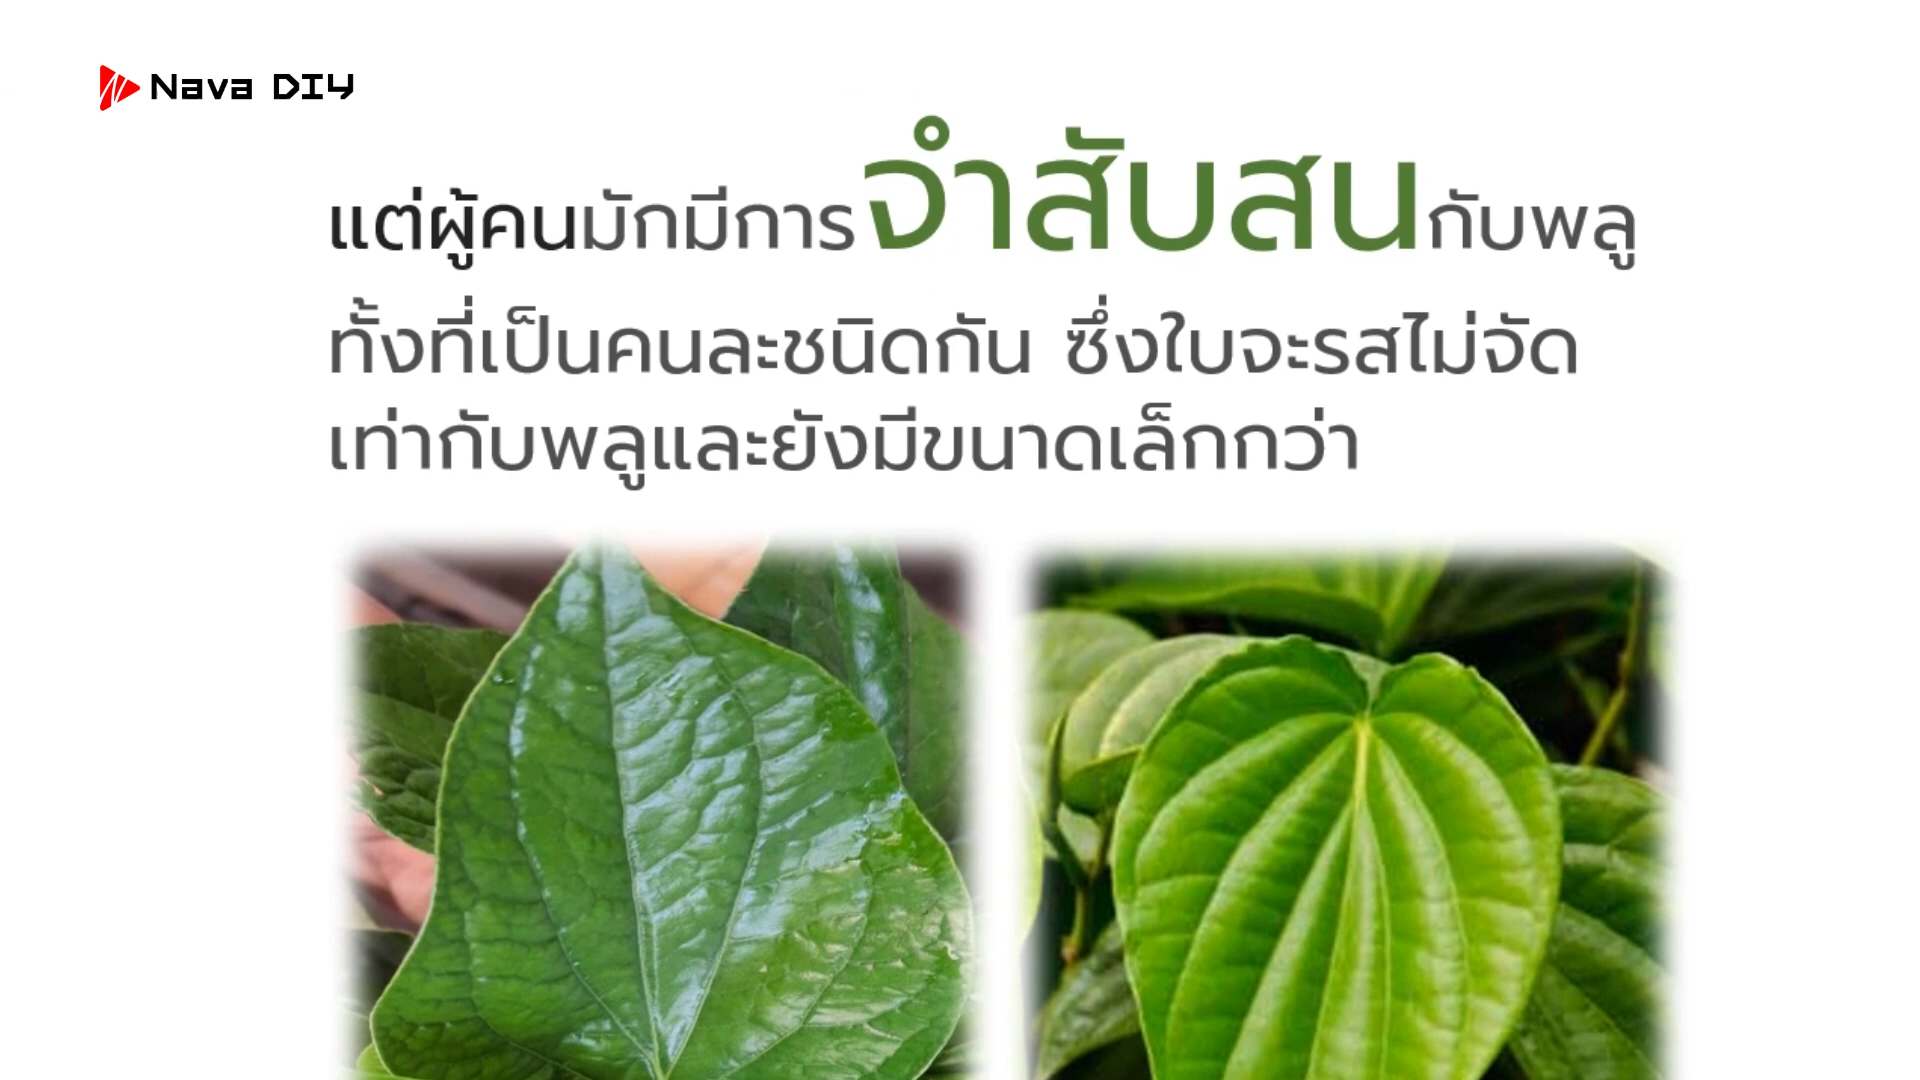 Nava DIY
แต่ผู้คนมักมีการจำสับสนกับพลู
ทั้งที่เป็นคนละชนิดกัน ซึ่งใบจะรสไม่จัด
เท่ากับพลูและยังมีขนาดเล็กกว่า